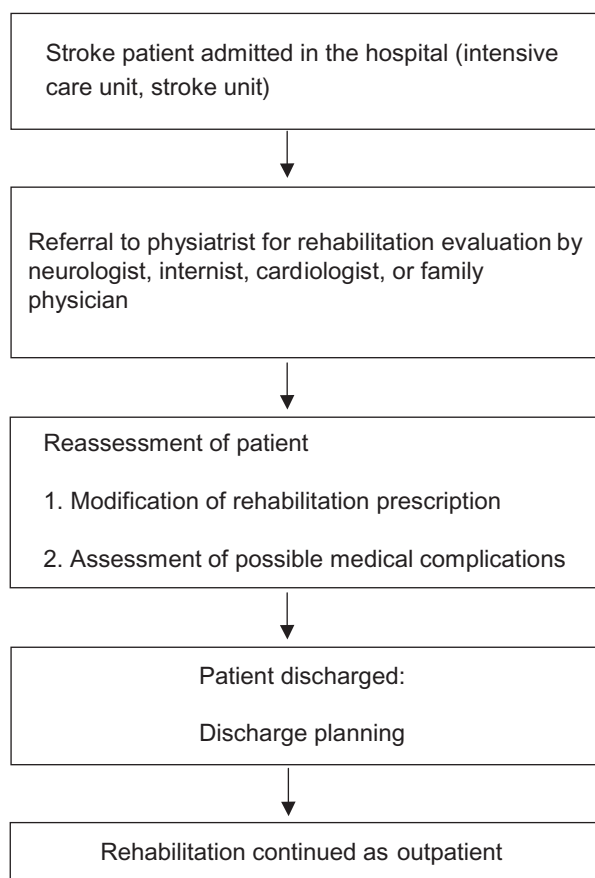 Stroke patient admitted in the hospital (intensive
care unit, stroke unit)
Referral to physiatrist for rehabilitation evaluation by
neurologist, internist, cardiologist, or family
physician
Reassessment of patient
1. Modification of rehabilitation prescription
2. Assessment of possible medical complications
Patient discharged:
Discharge planning
Rehabilitation continued as outpatient